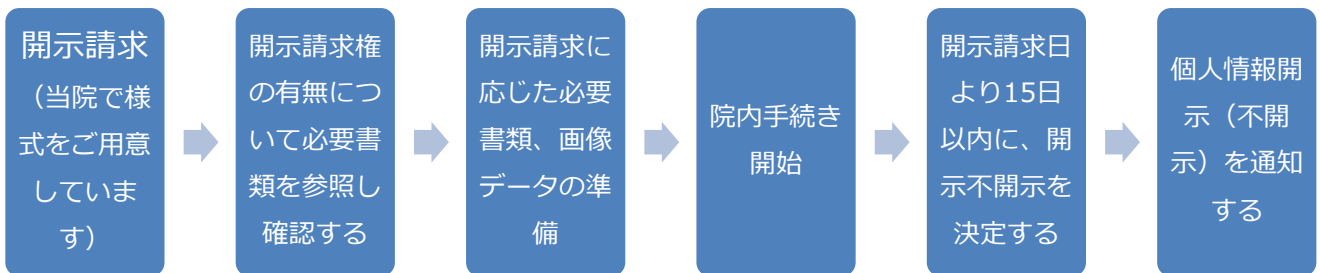 開示請求
（当院で様
式をご用意
していま
す）
開示請求権
の有無につ
いて必要書
類を参照し
確認する
開示請求に
応じた必要
書類、画像
データの準
備
院内手続き
開始
開示請求日
より15日
以内に、開
示不開示を
決定する
個人情報開
示（不開
示）を通知
する